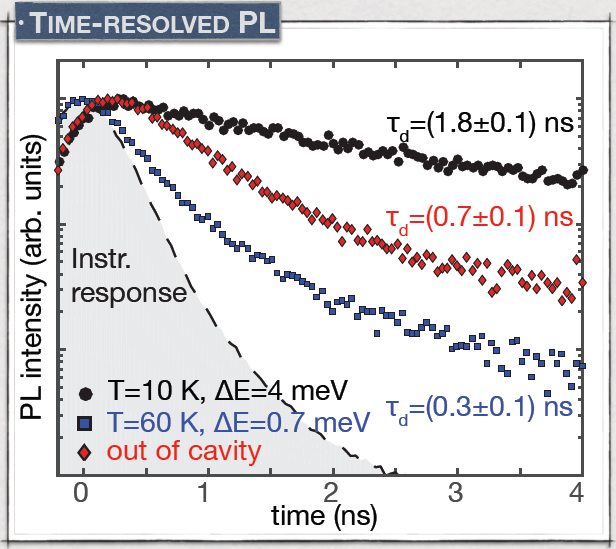 · TIME-RESOLVED PL
τd=(1.8±0.1) ns
τd=(0.7±0.1) ns
Instr.
response
T=10 K, ΔE=4 meV
T=60 K, ΔE=0.7 meV
τd=(0.3±0.1) ns
out of cavity
PL intensity (arb. units)
0 1 2 3 4
time (ns)